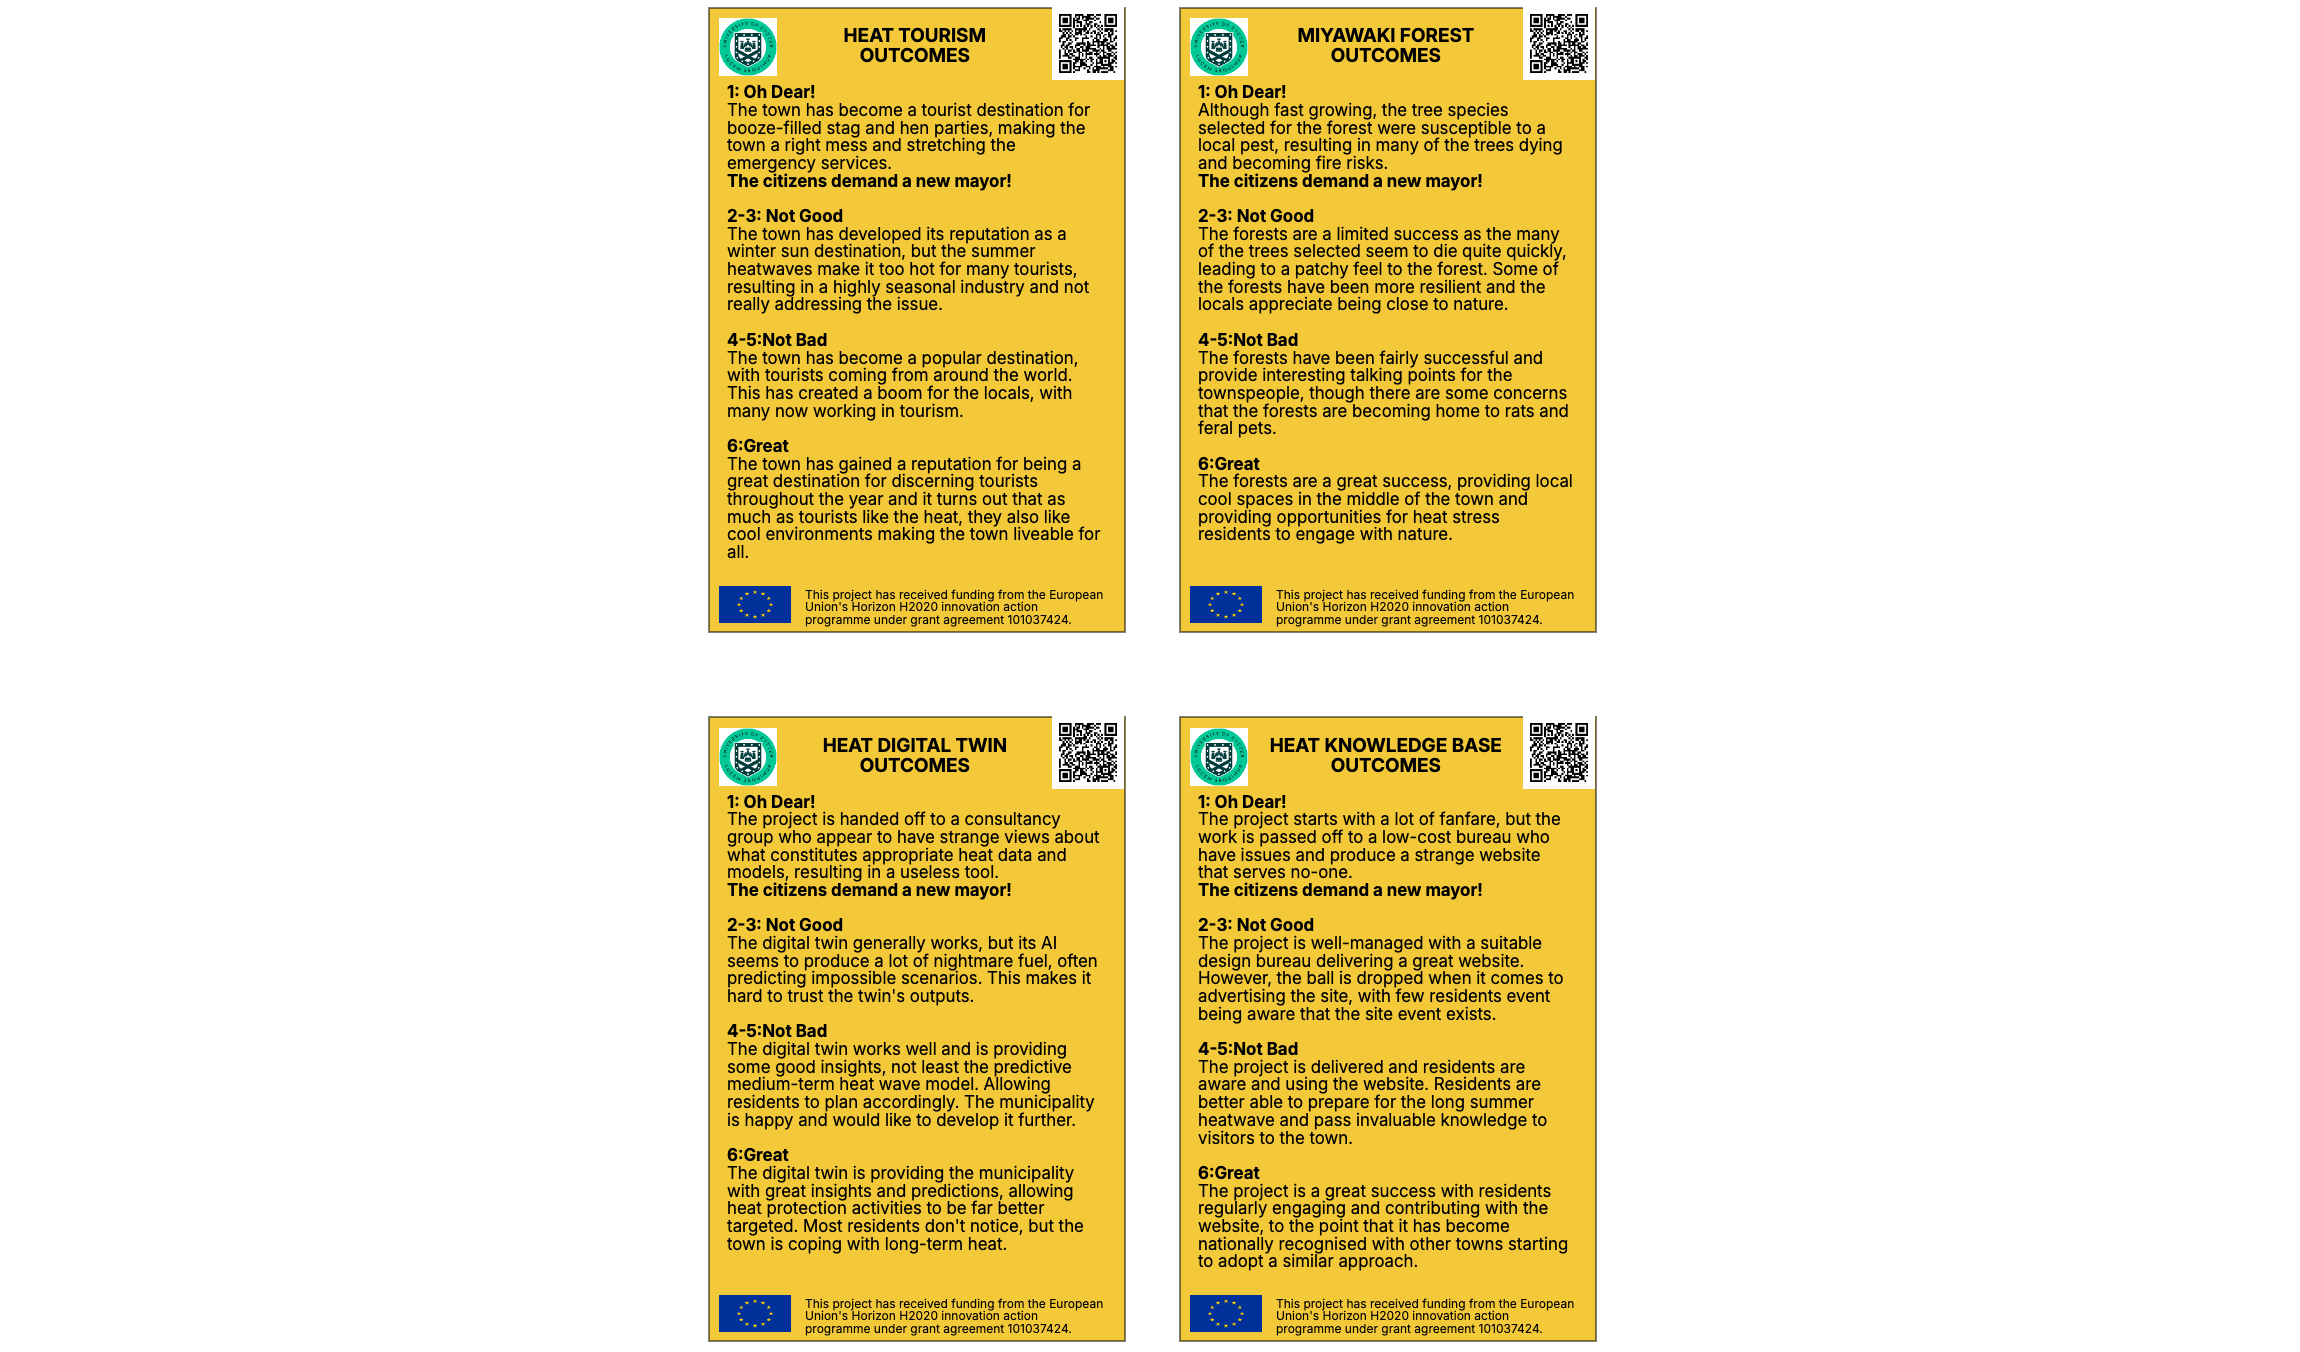 HEAT TOURISM
OUTCOMES
1: Oh Dear!
The town has become a tourist destination for
booze-filled stag and hen parties, making the
town a right mess and stretching the
emergency services.
The citizens demand a new mayor!
2-3: Not Good
The town has developed its reputation as a
winter sun destination, but the summer
heatwaves make it too hot for many tourists,
resulting in a highly seasonal industry and not
really addressing the issue.
4-5:Not Bad
The town has become a popular destination,
with tourists coming from around the world.
This has created a boom for the locals, with
many now working in tourism.
6:Great
The town has gained a reputation for being a
great destination for discerning tourists
throughout the year and it turns out that as
much as tourists like the heat, they also like
cool environments making the town liveable for
all.
This project has received funding from the European
Union's Horizon H2020 innovation action
programme under grant agreement 101037424.
MIYAWAKI FOREST
OUTCOMES
1: Oh Dear!
Although fast growing, the tree species
selected for the forest were susceptible to a
local pest, resulting in many of the trees dying
and becoming fire risks.
The citizens demand a new mayor!
2-3: Not Good
The forests are a limited success as the many
of the trees selected seem to die quite quickly,
leading to a patchy feel to the forest. Some of
the forests have been more resilient and the
locals appreciate being close to nature.
4-5:Not Bad
The forests have been fairly successful and
provide interesting talking points for the
townspeople, though there are some concerns
that the forests are becoming home to rats and
feral pets.
6:Great
The forests are a great success, providing local
cool spaces in the middle of the town and
providing opportunities for heat stress
residents to engage with nature.
This project has received funding from the European
Union's Horizon H2020 innovation action
programme under grant agreement 101037424.
HEAT DIGITAL TWIN
OUTCOMES
1: Oh Dear!
The project is handed off to a consultancy
group who appear to have strange views about
what constitutes appropriate heat data and
models, resulting in a useless tool.
The citizens demand a new mayor!
2-3: Not Good
The digital twin generally works, but its AI
seems to produce a lot of nightmare fuel, often
predicting impossible scenarios. This makes it
hard to trust the twin's outputs.
4-5:Not Bad
The digital twin works well and is providing
some good insights, not least the predictive
medium-term heat wave model. Allowing
residents to plan accordingly. The municipality
is happy and would like to develop it further.
6:Great
The digital twin is providing the municipality
with great insights and predictions, allowing
heat protection activities to be far better
targeted. Most residents don't notice, but the
town is coping with long-term heat.
This project has received funding from the European
Union's Horizon H2020 innovation action
programme under grant agreement 101037424.
HEAT KNOWLEDGE BASE
OUTCOMES
1: Oh Dear!
The project starts with a lot of fanfare, but the
work is passed off to a low-cost bureau who
have issues and produce a strange website
that serves no-one.
The citizens demand a new mayor!
2-3: Not Good
The project is well-managed with a suitable
design bureau delivering a great website.
However, the ball is dropped when it comes to
advertising the site, with few residents event
being aware that the site event exists.
4-5:Not Bad
The project is delivered and residents are
aware and using the website. Residents are
better able to prepare for the long summer
heatwave and pass invaluable knowledge to
visitors to the town.
6:Great
The project is a great success with residents
regularly engaging and contributing with the
website, to the point that it has become
nationally recognised with other towns starting
to adopt a similar approach.
This project has received funding from the European
Union's Horizon H2020 innovation action
programme under grant agreement 101037424.